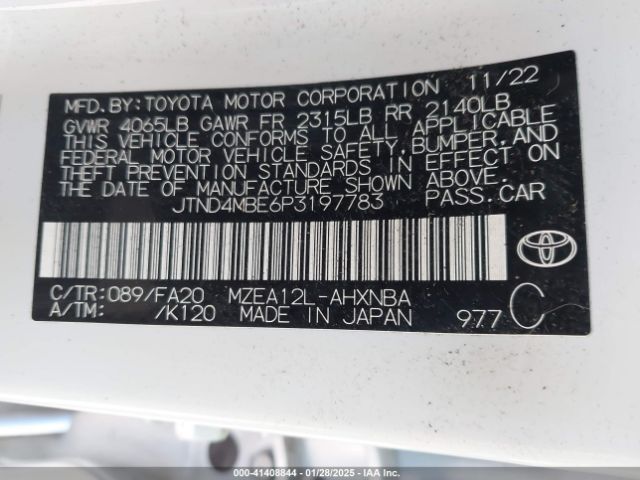 MFD. BY: TOYOTA MOTOR CORPORATION 11/22
GVWR 4065LB GAWR FR 2315LB RR 2140LB
THIS VEHICLE CONFORMS TO ALL APPLICABLE
FEDERAL MOTOR VEHICLE SAFETY, BUMPER, AND
THEFT PREVENTION STANDARDS IN EFFECT ON
THE DATE OF MANUFACTURE SHOWN ABOVE.
JTND4MBE6P3197783 PASS. CAR
C/TR: 089/FA20 MZEA12L-AHXNBA
A/TM: /K120 MADE IN JAPAN 977 C
TOYOTA
000-41408844 | 01/28/2025 | IAA Inc.